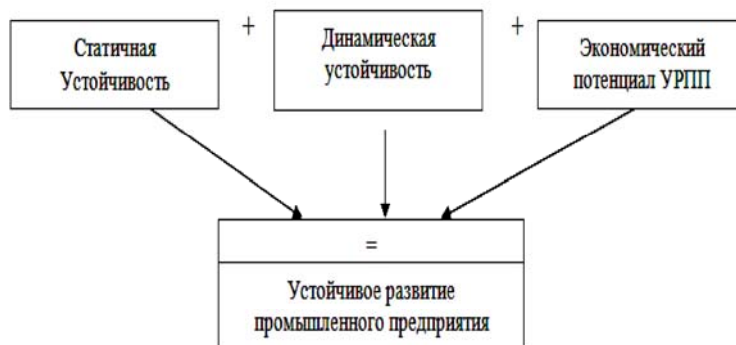 Статичная
Устойчивость
+
Динамическая
устойчивость
+
Экономический
потенциал УРПП
=
Устойчивое развитие
промышленного предприятия